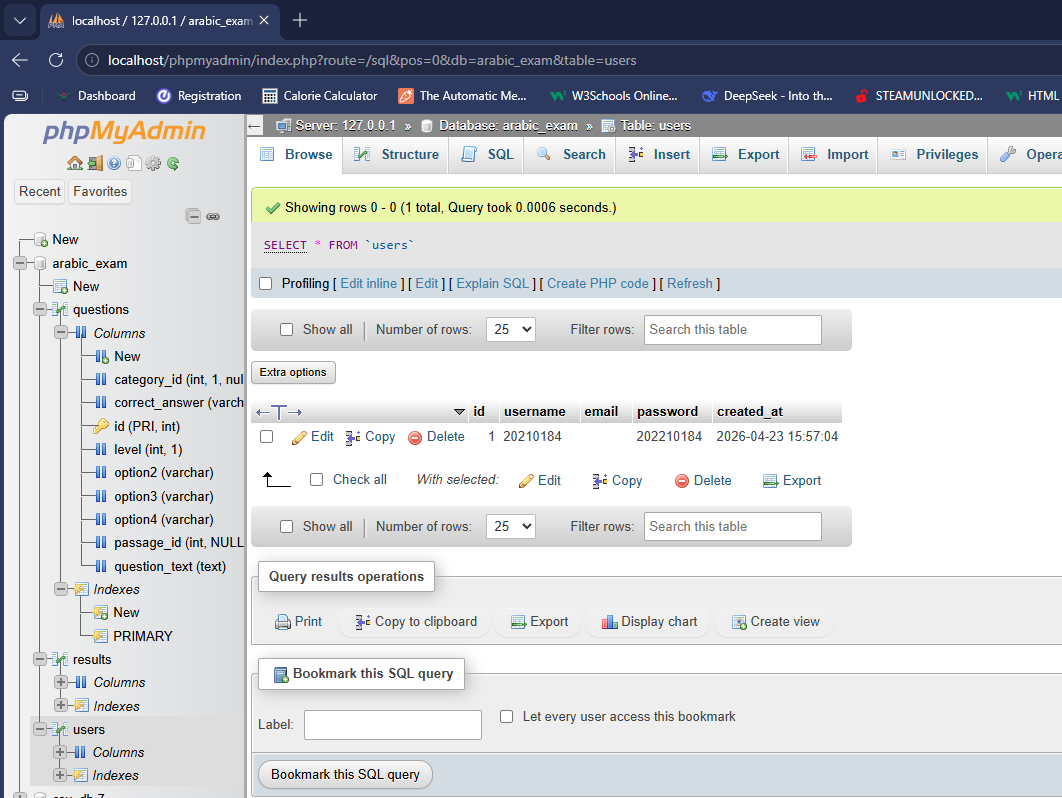 localhost / 127.0.0.1 / arabic_exam
localhost/phpmyadmin/index.php?route=/sql&pos=0&db=arabic_exam&table=users
Dashboard Registration Calorie Calculator The Automatic Me... W3Schools Online... DeepSeek - Into th... STEAMUNLOCKED... HTML
phpMyAdmin
Recent Favorites
New
arabic_exam
New
questions
Columns
New
category_id (int, 1, nul
correct_answer (varch
id (PRI, int)
level (int, 1)
option2 (varchar)
option3 (varchar)
option4 (varchar)
passage_id (int, NULL
question_text (text)
Indexes
New
PRIMARY
results
Columns
Indexes
users
Columns
Indexes
Server: 127.0.0.1 » Database: arabic_exam » Table: users
Browse Structure SQL Search Insert Export Import Privileges Opera
Showing rows 0 - 0 (1 total, Query took 0.0006 seconds.)
SELECT * FROM `users`
Profiling [ Edit inline ] [ Edit ] [ Explain SQL ] [ Create PHP code ] [ Refresh ]
Show all | Number of rows: 25 Filter rows: Search this table
Extra options
←T→ id username email password created_at
Edit Copy Delete 1 20210184 202210184 2026-04-23 15:57:04
Check all With selected: Edit Copy Delete Export
Show all | Number of rows: 25 Filter rows: Search this table
Query results operations
Print Copy to clipboard Export Display chart Create view
Bookmark this SQL query
Label: Let every user access this bookmark
Bookmark this SQL query